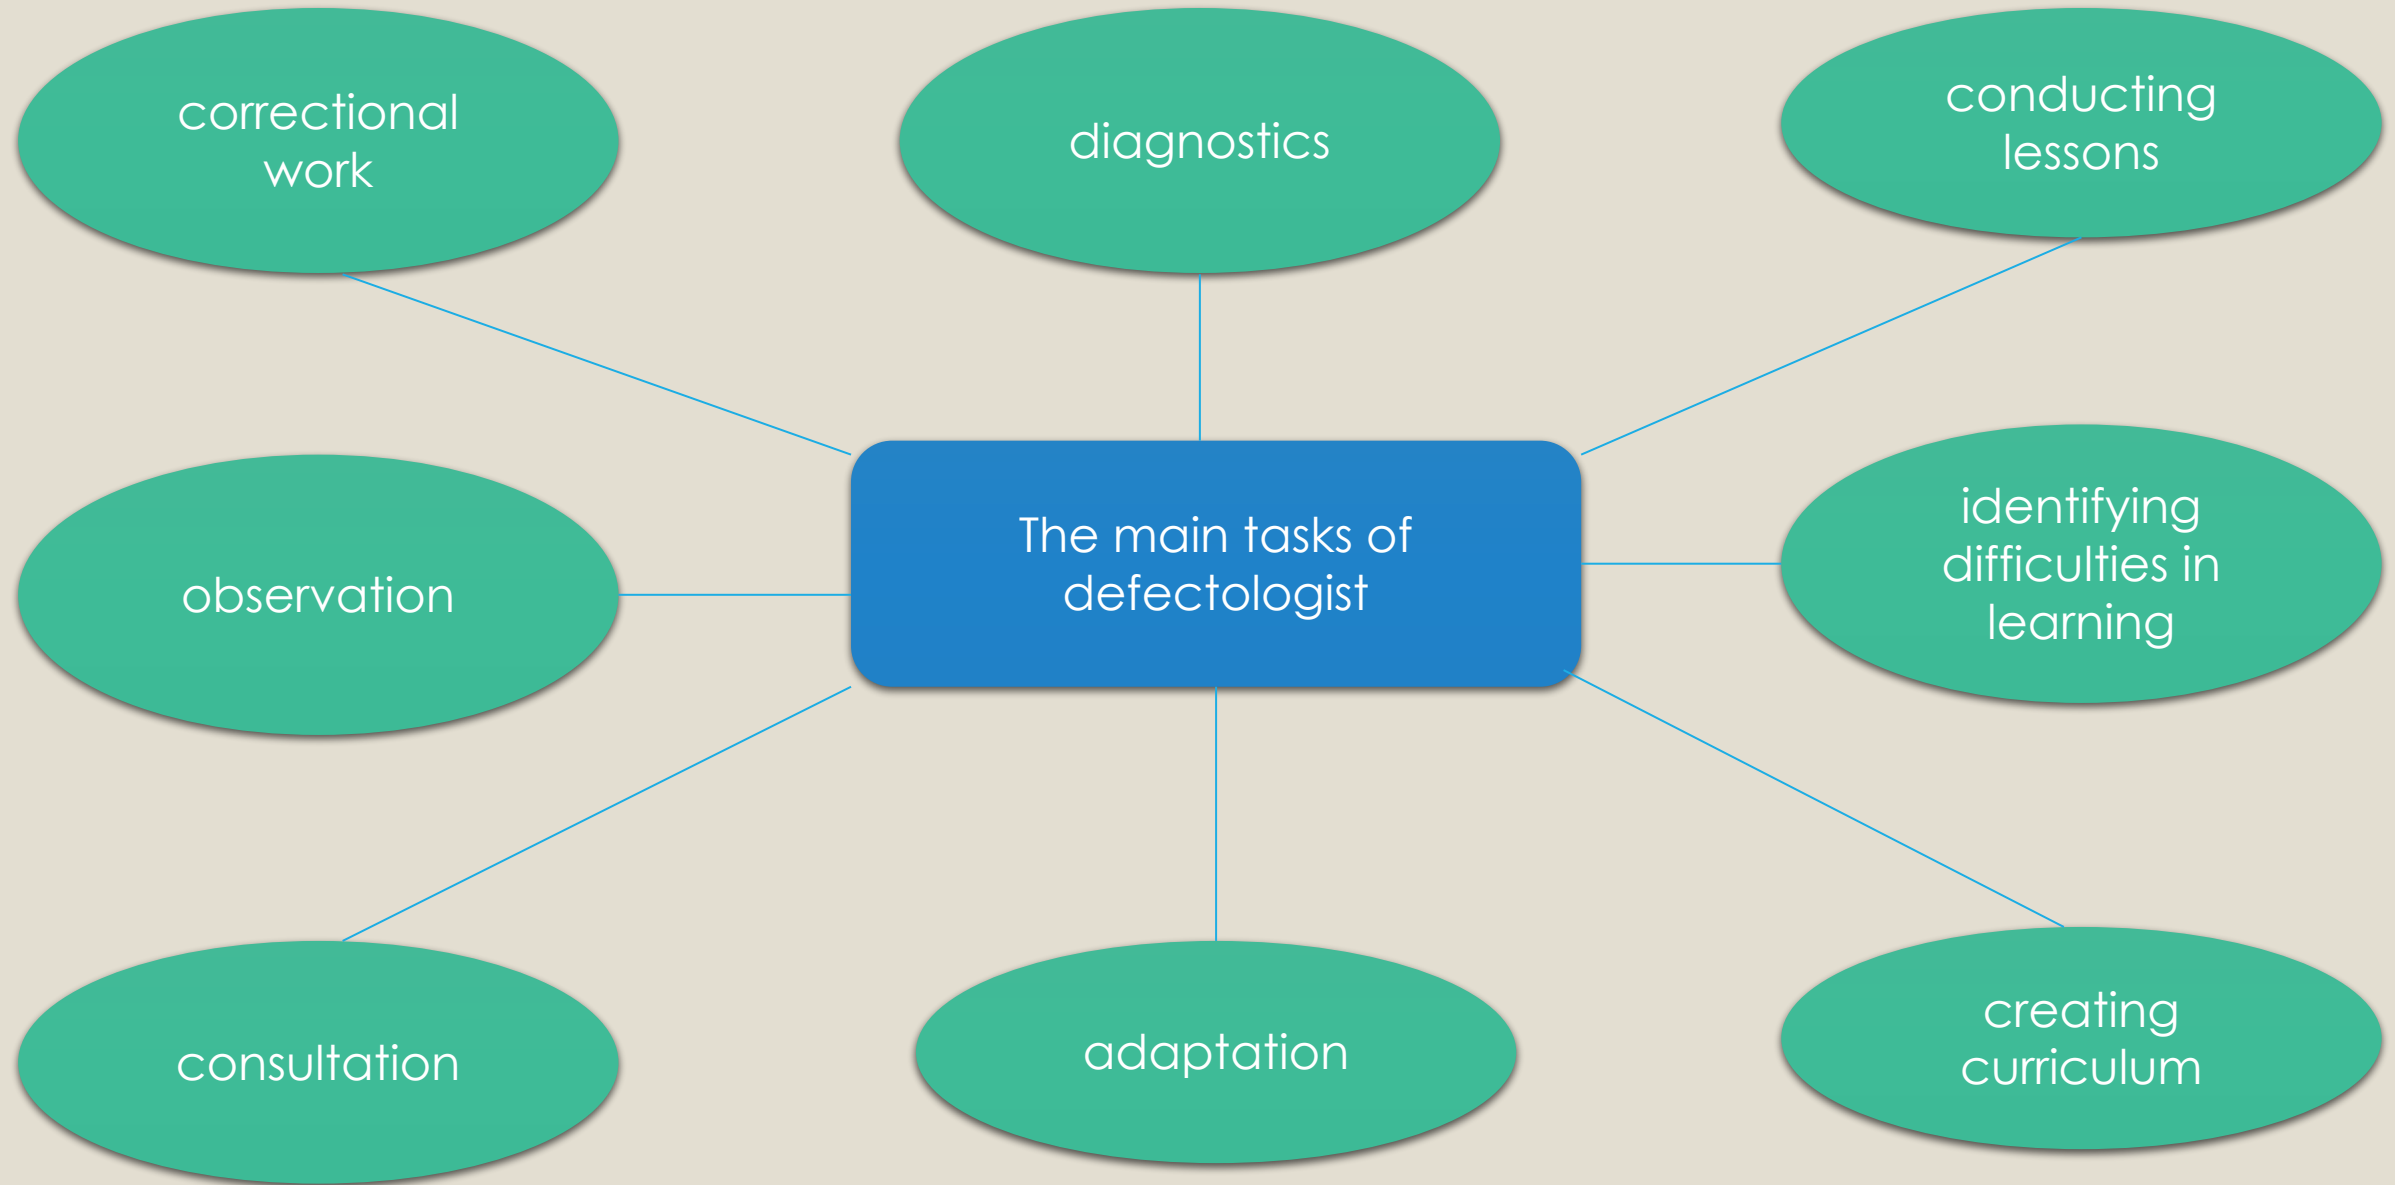 correctional
work
diagnostics
conducting
lessons
observation
The main tasks of
defectologist
identifying
difficulties in
learning
consultation
adaptation
creating
curriculum